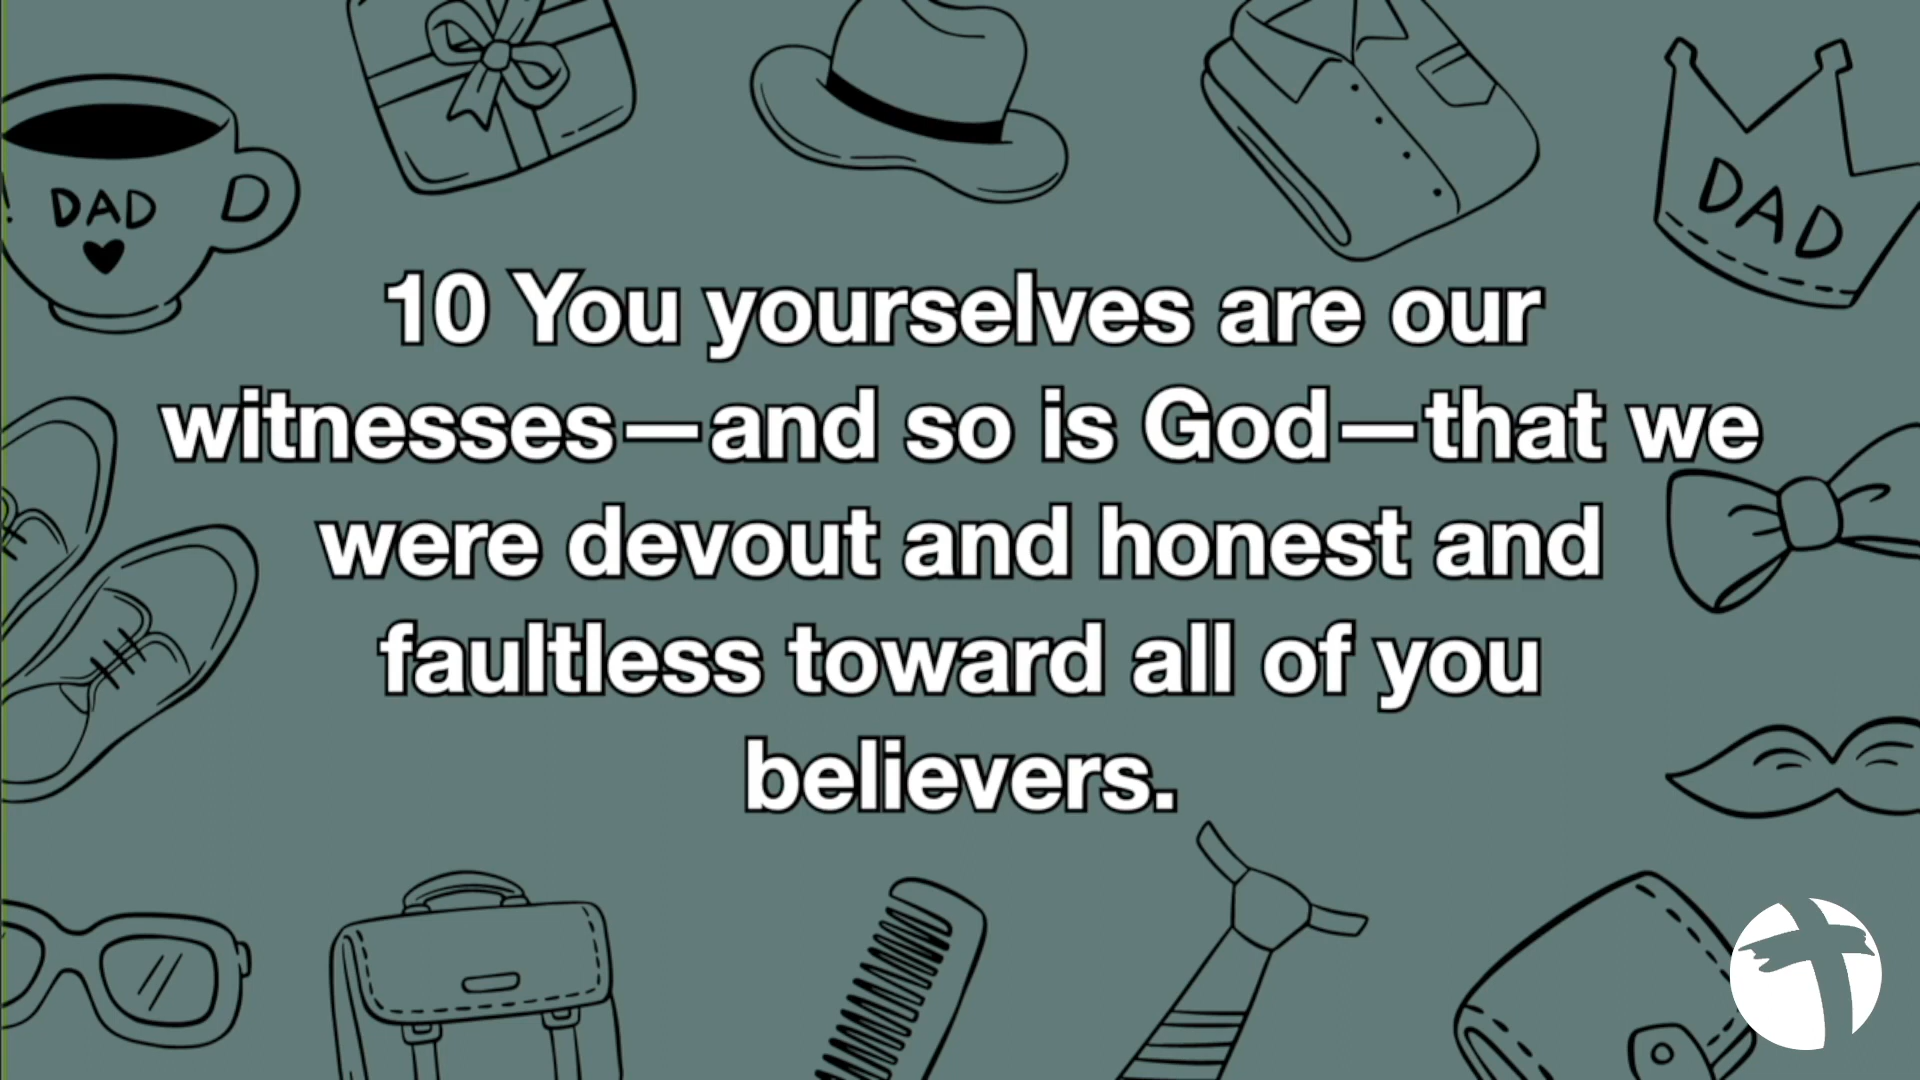 DAD
D
DAD
10 You yourselves are our
witnesses—and so is God—that we
were devout and honest and
faultless toward all of you
believers.